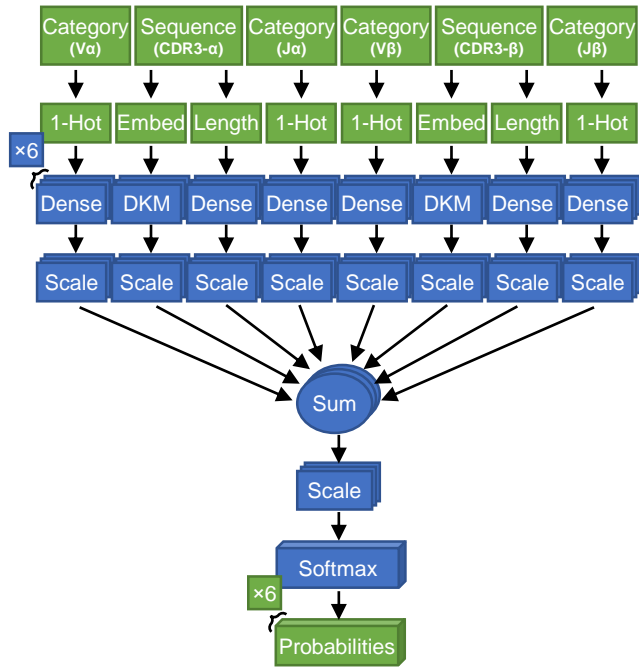 Category Sequence Category Category Sequence Category
(Vα) (CDR3-α) (Jα) (Vβ) (CDR3-β) (Jβ)
1-Hot Embed Length 1-Hot 1-Hot Embed Length 1-Hot
×6
Dense DKM Dense Dense Dense DKM Dense Dense
Scale Scale Scale Scale Scale Scale Scale Scale
Sum
Scale
Softmax
×6
Probabilities